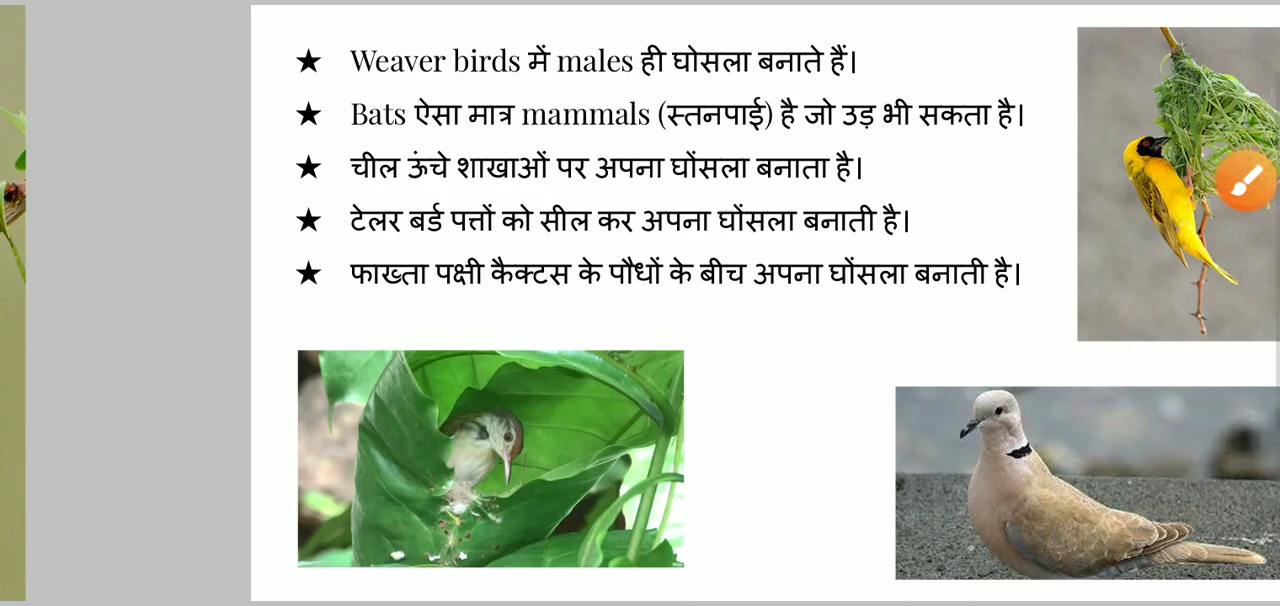 ★ Weaver birds में males ही घोसला बनाते हैं।
★ Bats ऐसा मात्र mammals (स्तनपाई) है जो उड़ भी सकता है।
★ चील ऊंचे शाखाओं पर अपना घोंसला बनाता है।
★ टेलर बर्ड पत्तों को सील कर अपना घोंसला बनाती है।
★ फाख्ता पक्षी कैक्टस के पौधों के बीच अपना घोंसला बनाती है।